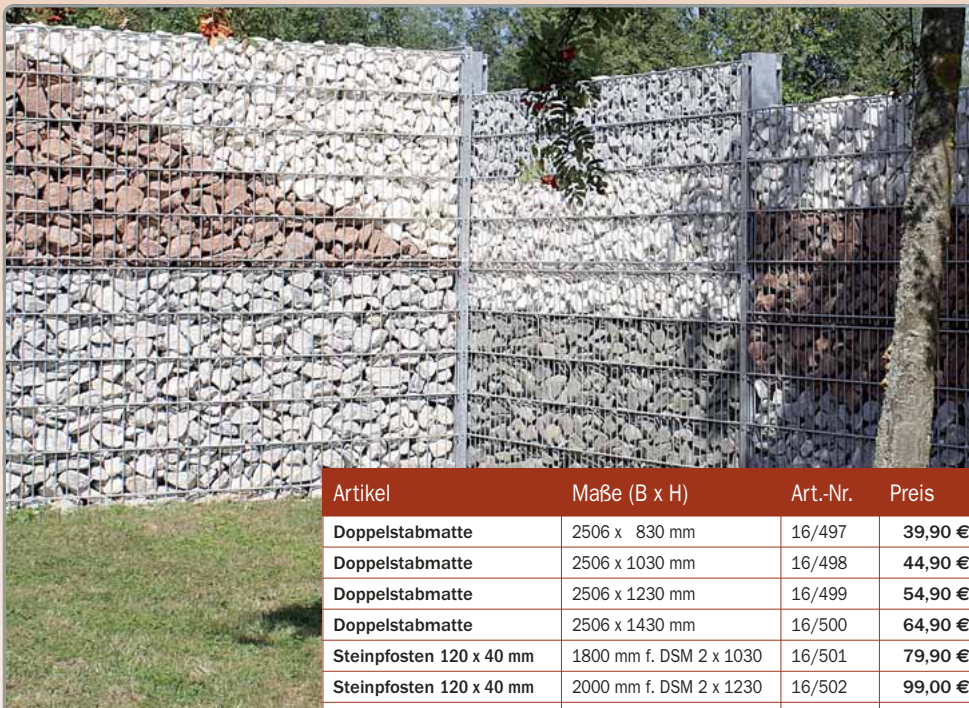 Artikel Maße (B x H) Art.-Nr. Preis
Doppelstabmatte 2506 x 830 mm 16/497 39,90 €
Doppelstabmatte 2506 x 1030 mm 16/498 44,90 €
Doppelstabmatte 2506 x 1230 mm 16/499 54,90 €
Doppelstabmatte 2506 x 1430 mm 16/500 64,90 €
Steinpfosten 120 x 40 mm 1800 mm f. DSM 2 x 1030 16/501 79,90 €
Steinpfosten 120 x 40 mm 2000 mm f. DSM 2 x 1230 16/502 99,00 €